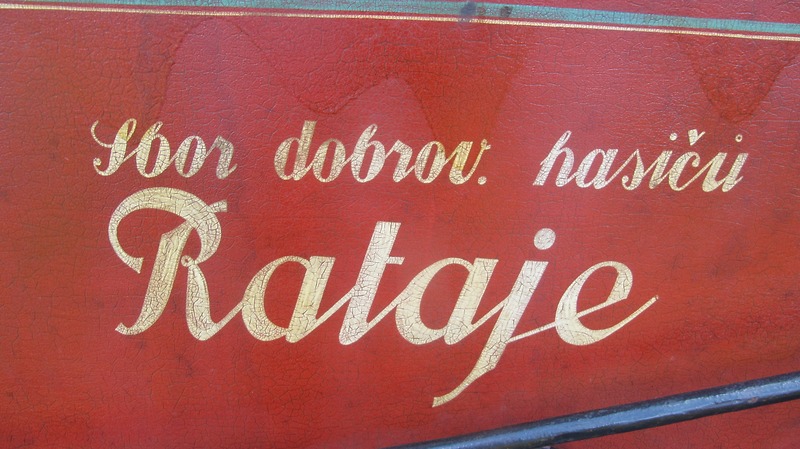 Sbor dobrov. hasičů
Rataje